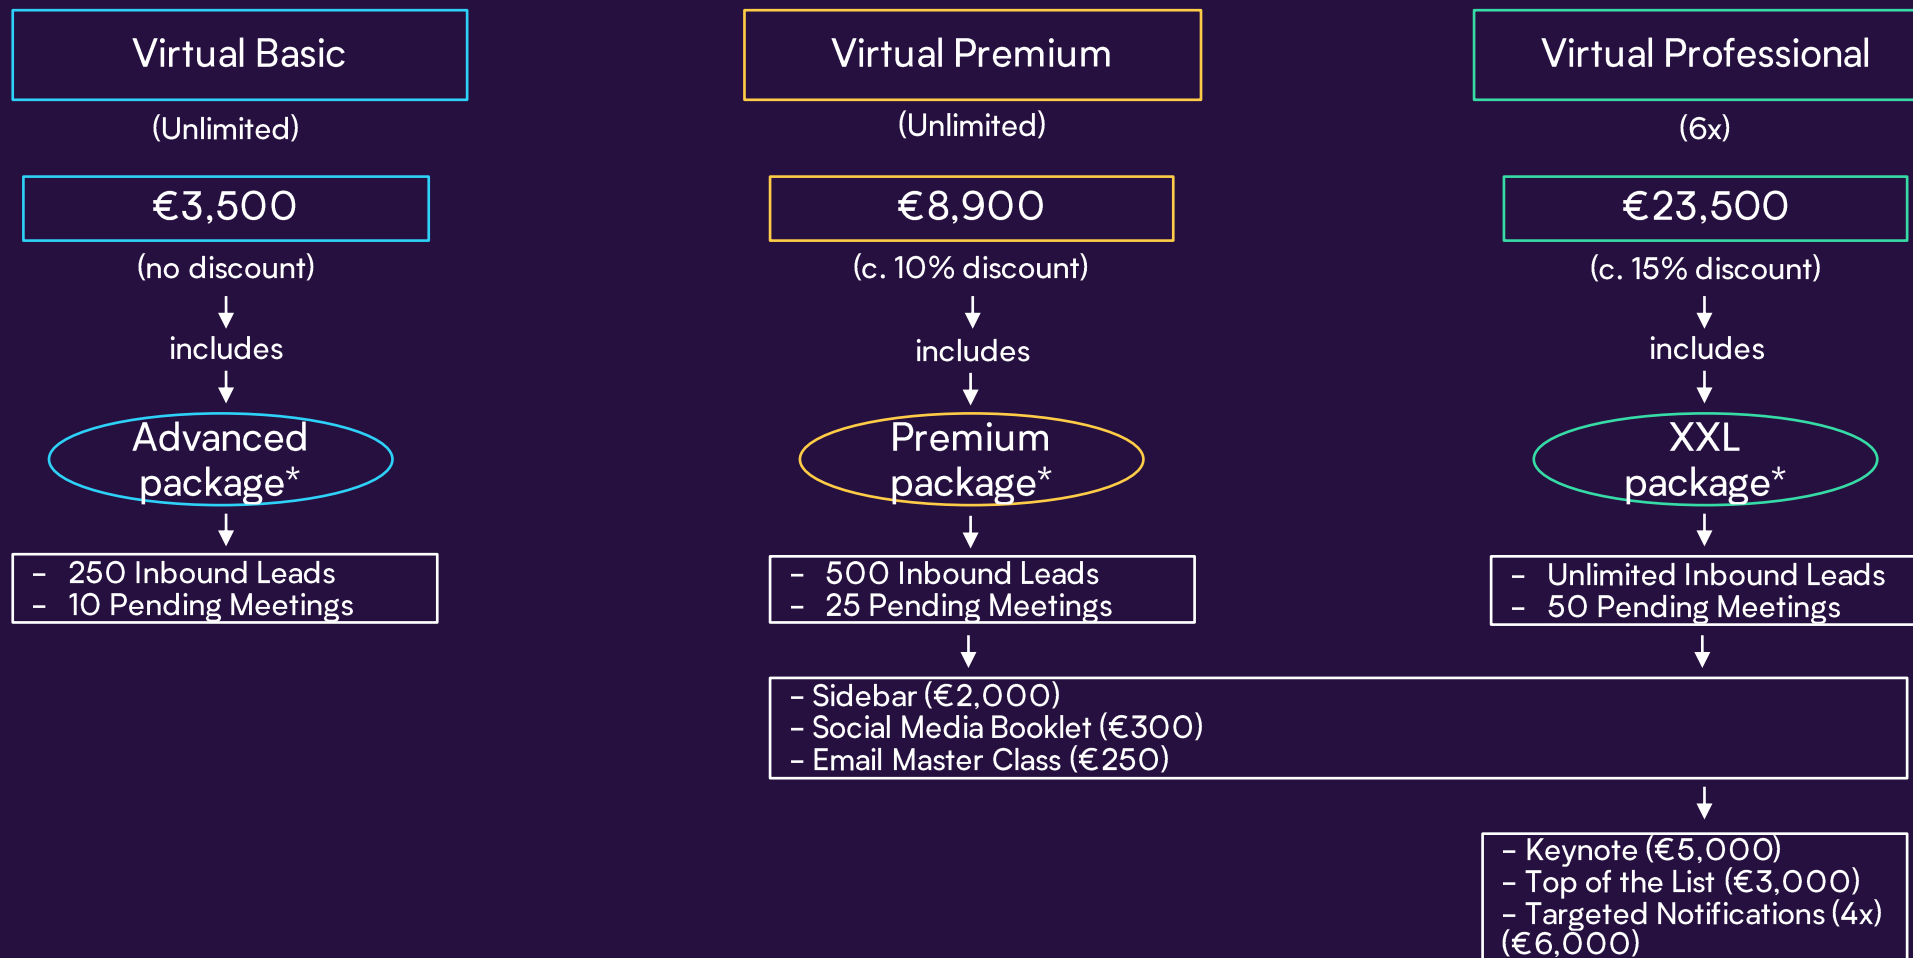 Virtual Basic
(Unlimited)
€3,500
(no discount)
includes
Advanced
package*
- 250 Inbound Leads
- 10 Pending Meetings
Virtual Premium
(Unlimited)
€8,900
(c. 10% discount)
includes
Premium
package*
- 500 Inbound Leads
- 25 Pending Meetings
Virtual Professional
(6x)
€23,500
(c. 15% discount)
includes
XXL
package*
- Unlimited Inbound Leads
- 50 Pending Meetings
- Sidebar (€2,000)
- Social Media Booklet (€300)
- Email Master Class (€250)
- Keynote (€5,000)
- Top of the List (€3,000)
- Targeted Notifications (4x)
(€6,000)